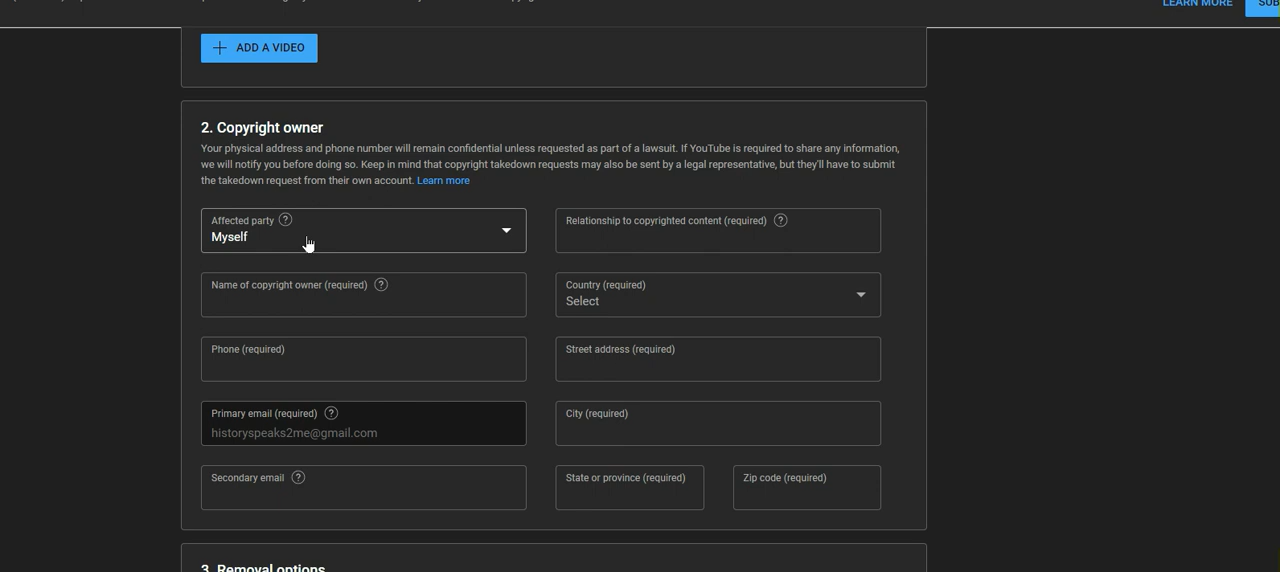 LEARN MORE
ADD A VIDEO
2. Copyright owner
Your physical address and phone number will remain confidential unless requested as part of a lawsuit. If YouTube is required to share any information,
we will notify you before doing so. Keep in mind that copyright takedown requests may also be sent by a legal representative, but they'll have to submit
the takedown request from their own account. Learn more
Affected party ?
Myself
Relationship to copyrighted content (required) ?
Name of copyright owner (required) ?
Country (required)
Select
Phone (required)
Street address (required)
Primary email (required) ?
historyspeaks2me@gmail.com
City (required)
Secondary email ?
State or province (required)
Zip code (required)
3. Removal options